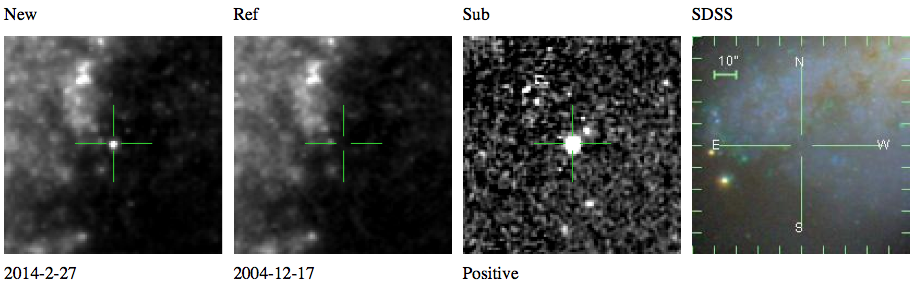 New Ref Sub SDSS
10"
N
E W
S
2014-2-27 2004-12-17 Positive